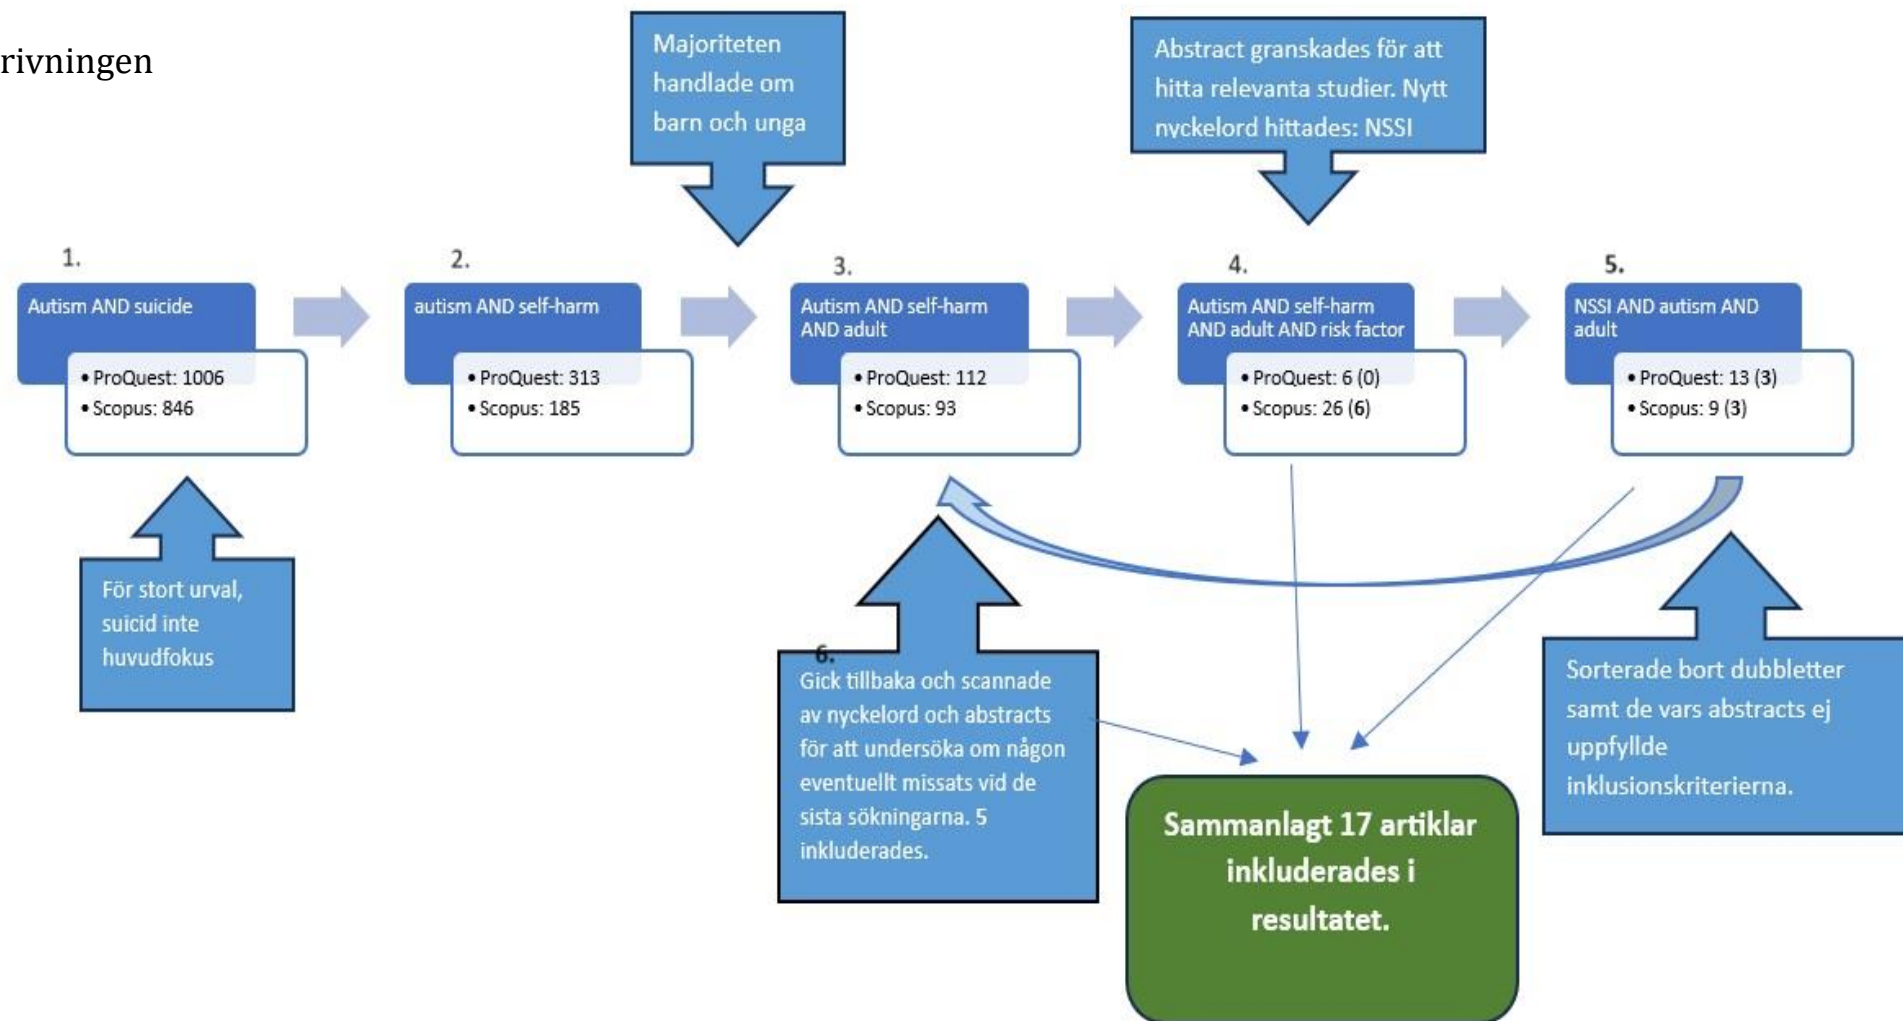 rivningen
Majoriteten
handlade om
barn och unga
Abstract granskades för att
hitta relevanta studier. Nytt
nyckelord hittades: NSSI
1.
Autism AND suicide
• ProQuest: 1006
• Scopus: 846
2.
autism AND self-harm
• ProQuest: 313
• Scopus: 185
3.
Autism AND self-harm
AND adult
• ProQuest: 112
• Scopus: 93
4.
Autism AND self-harm
AND adult AND risk factor
• ProQuest: 6 (0)
• Scopus: 26 (6)
5.
NSSI AND autism AND
adult
• ProQuest: 13 (3)
• Scopus: 9 (3)
För stort urval,
suicid inte
huvudfokus
6.
Gick tillbaka och scannade
av nyckelord och abstracts
för att undersöka om någon
eventuellt missats vid de
sista sökningarna. 5
inkluderades.
Sorterade bort dubbletter
samt de vars abstracts ej
uppfyllde
inklusionskriterierna.
Sammanlagt 17 artiklar
inkluderades i
resultatet.